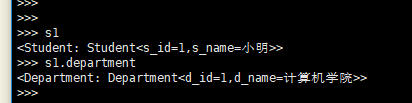 >>>
>>>
>>> s1
<Student: Student<s_id=1,s_name=小明>>
>>> s1.department
<Department: Department<d_id=1,d_name=计算机学院>>
>>>